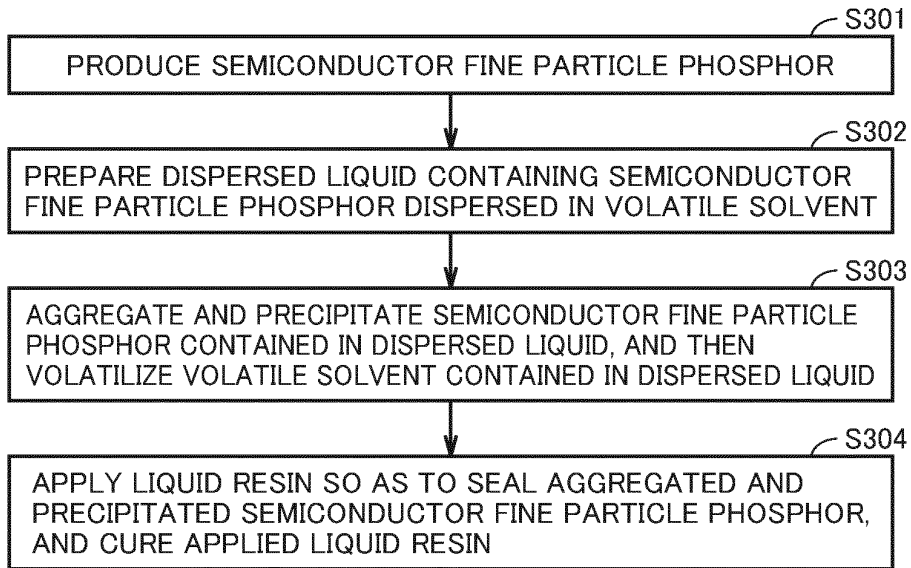 S301
PRODUCE SEMICONDUCTOR FINE PARTICLE PHOSPHOR
S302
PREPARE DISPERSED LIQUID CONTAINING SEMICONDUCTOR
FINE PARTICLE PHOSPHOR DISPERSED IN VOLATILE SOLVENT
S303
AGGREGATE AND PRECIPITATE SEMICONDUCTOR FINE PARTICLE
PHOSPHOR CONTAINED IN DISPERSED LIQUID, AND THEN
VOLATILIZE VOLATILE SOLVENT CONTAINED IN DISPERSED LIQUID
S304
APPLY LIQUID RESIN SO AS TO SEAL AGGREGATED AND
PRECIPITATED SEMICONDUCTOR FINE PARTICLE PHOSPHOR,
AND CURE APPLIED LIQUID RESIN